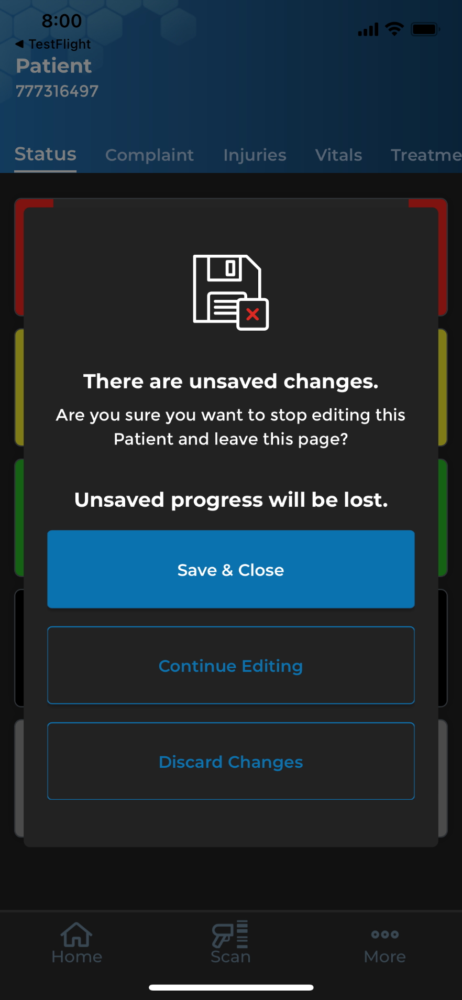 8:00
◀ TestFlight
Patient
777316497
Status Complaint Injuries Vitals Treatme
There are unsaved changes.
Are you sure you want to stop editing this
Patient and leave this page?
Unsaved progress will be lost.
Save & Close
Continue Editing
Discard Changes
Home Scan More